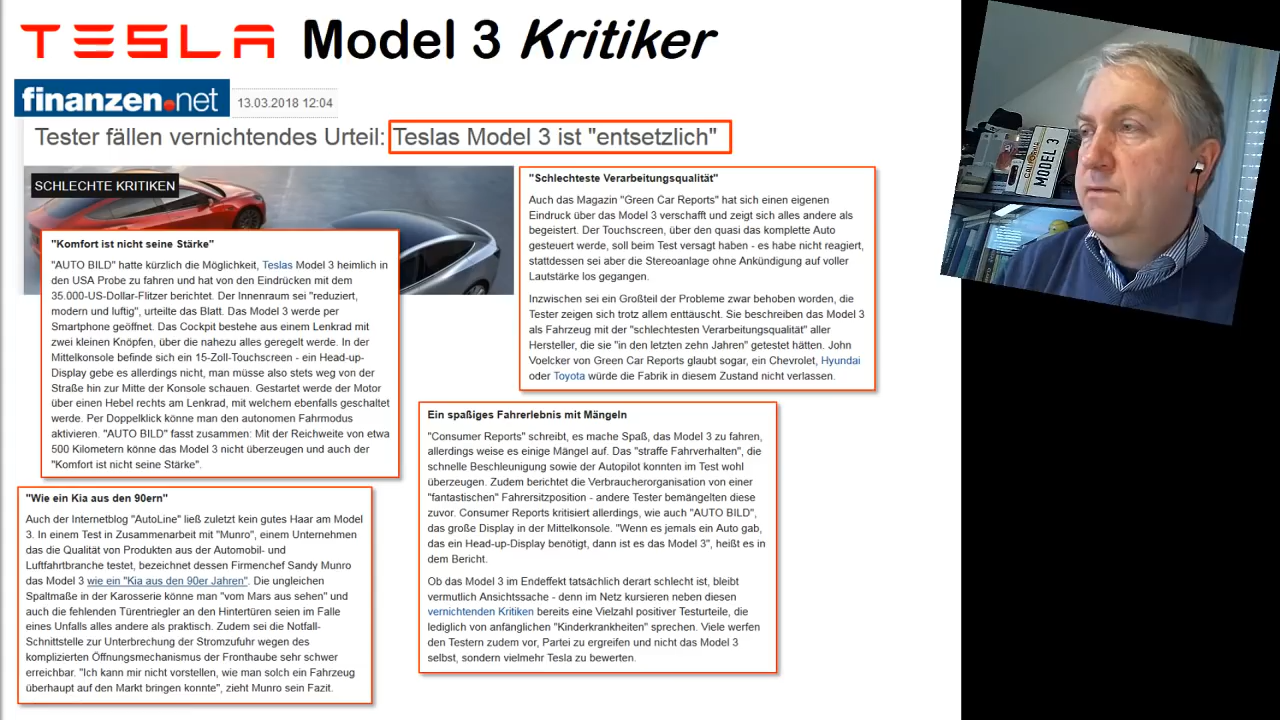 TESLA Model 3 Kritiker
finanzen.net
13.03.2018 12:04
Tester fällen vernichtendes Urteil: Teslas Model 3 ist "entsetzlich"
SCHLECHTE KRITIKEN
"Komfort ist nicht seine Stärke"
"AUTO BILD" hatte kürzlich die Möglichkeit, Teslas Model 3 heimlich in
den USA Probe zu fahren und hat von den Eindrücken mit dem
35.000-US-Dollar-Flitzer berichtet. Der Innenraum sei "reduziert,
modern und luftig", urteilte das Blatt. Das Model 3 werde per
Smartphone geöffnet. Das Cockpit bestehe aus einem Lenkrad mit
zwei kleinen Knöpfen, über die nahezu alles geregelt werde. In der
Mittelkonsole befinde sich ein 15-Zoll-Touchscreen - ein Head-up-
Display gebe es allerdings nicht, man müsse also stets weg von der
Straße hin zur Mitte der Konsole schauen. Gestartet werde der Motor
über einen Hebel rechts am Lenkrad, mit welchem ebenfalls geschaltet
werde. Per Doppelklick könne man den autonomen Fahrmodus
aktivieren. "AUTO BILD" fasst zusammen: Mit der Reichweite von etwa
500 Kilometern könne das Model 3 nicht überzeugen und auch der
"Komfort ist nicht seine Stärke".
"Wie ein Kia aus den 90ern"
Auch der Internetblog "AutoLine" ließ zuletzt kein gutes Haar am Model
3. In einem Test in Zusammenarbeit mit "Munro", einem Unternehmen
das die Qualität von Produkten aus der Automobil- und
Luftfahrtbranche testet, bezeichnet dessen Firmenchef Sandy Munro
das Model 3 wie ein "Kia aus den 90er Jahren". Die ungleichen
Spaltmaße in der Karosserie könne man "vom Mars aus sehen" und
auch die fehlenden Türentriegler an den Hintertüren seien im Falle
eines Unfalls alles andere als praktisch. Zudem sei die Notfall-
Schnittstelle zur Unterbrechung der Stromzufuhr wegen des
komplizierten Öffnungsmechanismus der Fronthaube sehr schwer
erreichbar. "Ich kann mir nicht vorstellen, wie man solch ein Fahrzeug
überhaupt auf den Markt bringen konnte", zieht Munro sein Fazit.
"Schlechteste Verarbeitungsqualität"
Auch das Magazin "Green Car Reports" hat sich einen eigenen
Eindruck über das Model 3 verschafft und zeigt sich alles andere als
begeistert. Der Touchscreen, über den quasi das komplette Auto
gesteuert werde, soll beim Test versagt haben - es habe nicht reagiert,
stattdessen sei aber die Stereoanlage ohne Ankündigung auf voller
Lautstärke los gegangen.
Inzwischen sei ein Großteil der Probleme zwar behoben worden, die
Tester zeigen sich trotz allem enttäuscht. Sie beschreiben das Model 3
als Fahrzeug mit der "schlechtesten Verarbeitungsqualität" aller
Hersteller, die sie "in den letzten zehn Jahren" getestet hätten. John
Voelcker von Green Car Reports glaubt sogar, ein Chevrolet, Hyundai
oder Toyota würde die Fabrik in diesem Zustand nicht verlassen.
Ein spaßiges Fahrerlebnis mit Mängeln
"Consumer Reports" schreibt, es mache Spaß, das Model 3 zu fahren,
allerdings weise es einige Mängel auf. Das "straffe Fahrverhalten", die
schnelle Beschleunigung sowie der Autopilot konnten im Test wohl
überzeugen. Zudem berichtet die Verbraucherorganisation von einer
"fantastischen" Fahrersitzposition - andere Tester bemängelten diese
zuvor. Consumer Reports kritisiert allerdings, wie auch "AUTO BILD",
das große Display in der Mittelkonsole. "Wenn es jemals ein Auto gab,
das ein Head-up-Display benötigt, dann ist es das Model 3", heißt es in
dem Bericht.
Ob das Model 3 im Endeffekt tatsächlich derart schlecht ist, bleibt
vermutlich Ansichtssache - denn im Netz kursieren neben diesen
vernichtenden Kritiken bereits eine Vielzahl positiver Testurteile, die
lediglich von anfänglichen "Kinderkrankheiten" sprechen. Viele werfen
den Testern zudem vor, Partei zu ergreifen und nicht das Model 3
selbst, sondern vielmehr Tesla zu bewerten.
CALIFORNIA
MODEL 3